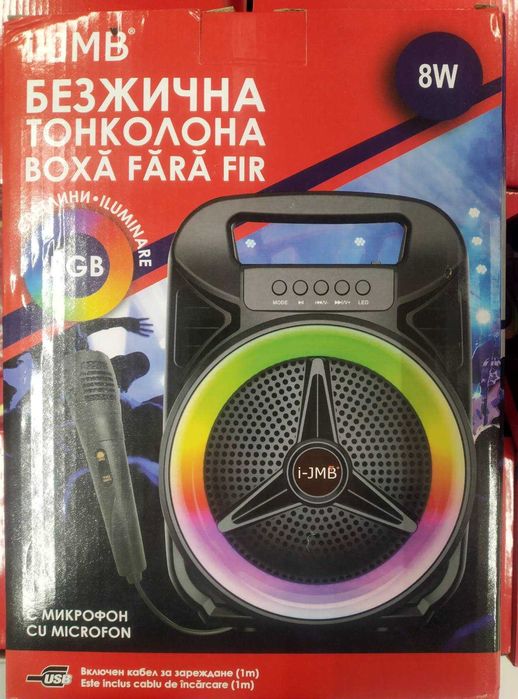 i-JMB®
8W
БЕЗЖИЧНА
ТОНКОЛОНА
BOXĂ FĂRĂ FIR
ILUMINARE
MODE
LED
i-JMB
С МИКРОФОН
CU MICROFON
USB
Включен кабел за зареждане (1m)
Este inclus cablu de încărcare (1m)